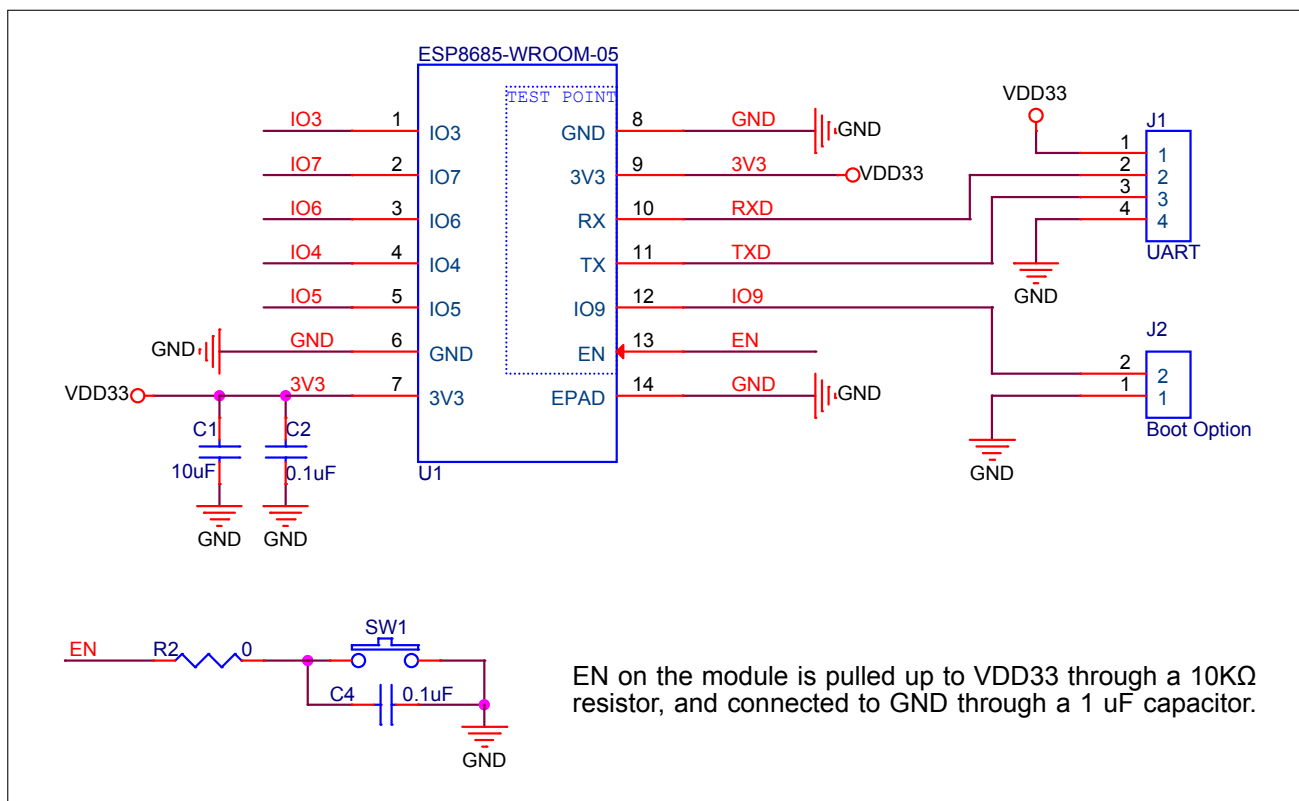 ESP8685-WROOM-05
TEST POINT
IO3 1 IO3
IO7 2 IO7
IO6 3 IO6
IO4 4 IO4
IO5 5 IO5
GND GND 6 GND
VDD33 3V3 7 3V3
GND 8 GND GND
3V3 9 3V3 VDD33
RX 10 RXD
TX 11 TXD
IO9 12 IO9
EN 13 EN
EPAD 14 GND GND
U1
C1
10uF
GND
C2
0.1uF
GND
VDD33
J1
1 1
2 2
3 3
4 4
UART
GND
J2
2 2
1 1
Boot Option
GND
EN R2 0
SW1
C4 0.1uF
GND
EN on the module is pulled up to VDD33 through a 10KΩ
resistor, and connected to GND through a 1 uF capacitor.